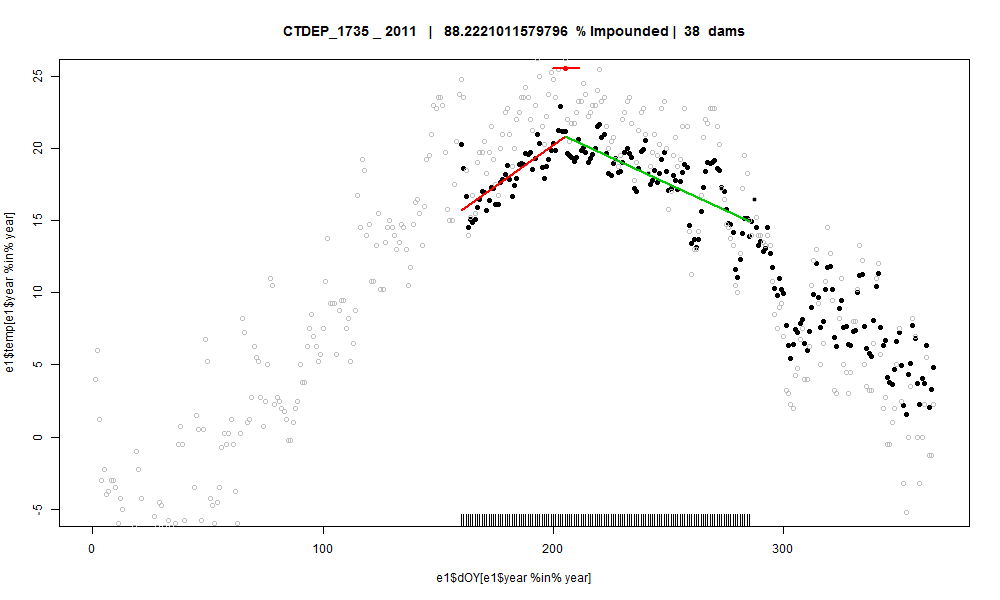 CTDEP_1735 _ 2011 | 88.2221011579796 % Impounded | 38 dams
e1$temp[e1$year %in% year]
25
20
15
10
5
0
-5
0 100 200 300
e1$dOY[e1$year %in% year]